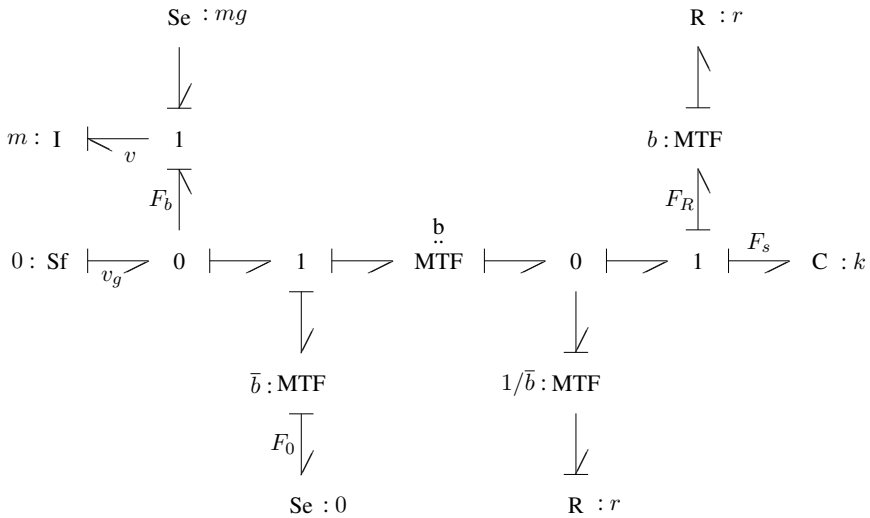 Se : mg
R : r
m : I
1
b : MTF
v
F_b
F_R
b
F_s
0 : Sf
v_g
0
1
MTF
0
1
C : k
b̄ : MTF
1/b̄ : MTF
F_0
Se : 0
R : r